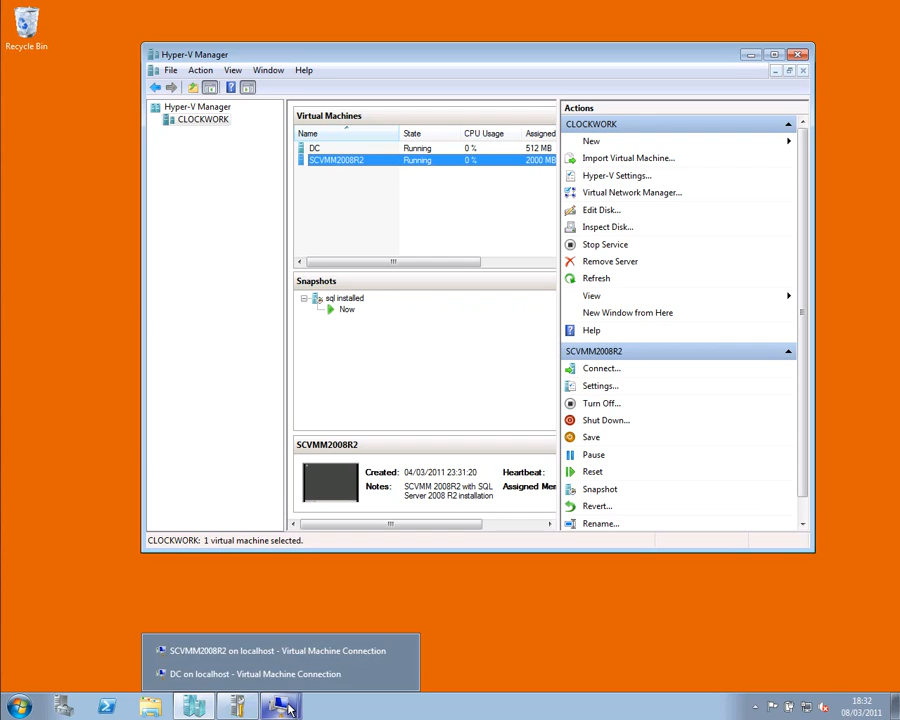 Recycle Bin
Hyper-V Manager
File Action View Window Help
Hyper-V Manager
CLOCKWORK
Virtual Machines
Name State CPU Usage Assigned
DC Running 0 % 512 MB
SCVMM2008R2 Running 0 % 2000 MB
Snapshots
sql installed
Now
SCVMM2008R2
Created: 04/03/2011 23:31:20 Heartbeat:
Notes: SCVMM 2008R2 with SQL Assigned Mem
Server 2008 R2 installation
Actions
CLOCKWORK
New
Import Virtual Machine...
Hyper-V Settings...
Virtual Network Manager...
Edit Disk...
Inspect Disk...
Stop Service
Remove Server
Refresh
View
New Window from Here
Help
SCVMM2008R2
Connect...
Settings...
Turn Off...
Shut Down...
Save
Pause
Reset
Snapshot
Revert...
Rename...
CLOCKWORK: 1 virtual machine selected.
SCVMM2008R2 on localhost - Virtual Machine Connection
DC on localhost - Virtual Machine Connection
18:32
08/03/2011